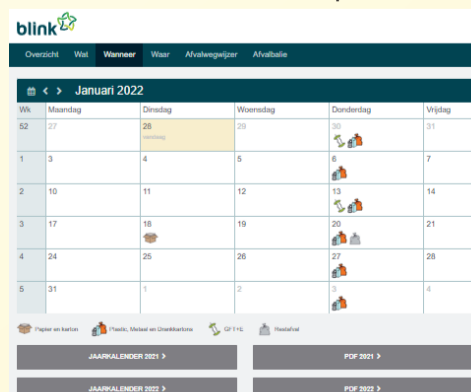 blink
Overzicht Wat Wanneer Waar Afvalwegwijzer Afvalbalie
< > Januari 2022
Wk Maandag Dinsdag Woensdag Donderdag Vrijdag
52 27 28 29 30 31
vandaag
1 3 4 5 6 7
2 10 11 12 13 14
3 17 18 19 20 21
4 24 25 26 27 28
5 31 1 2 3 4
Papier en karton Plastic, Metaal en Drankkartons GFT+E Restafval
JAARKALENDER 2021 > PDF 2021 >
JAARKALENDER 2022 > PDF 2022 >